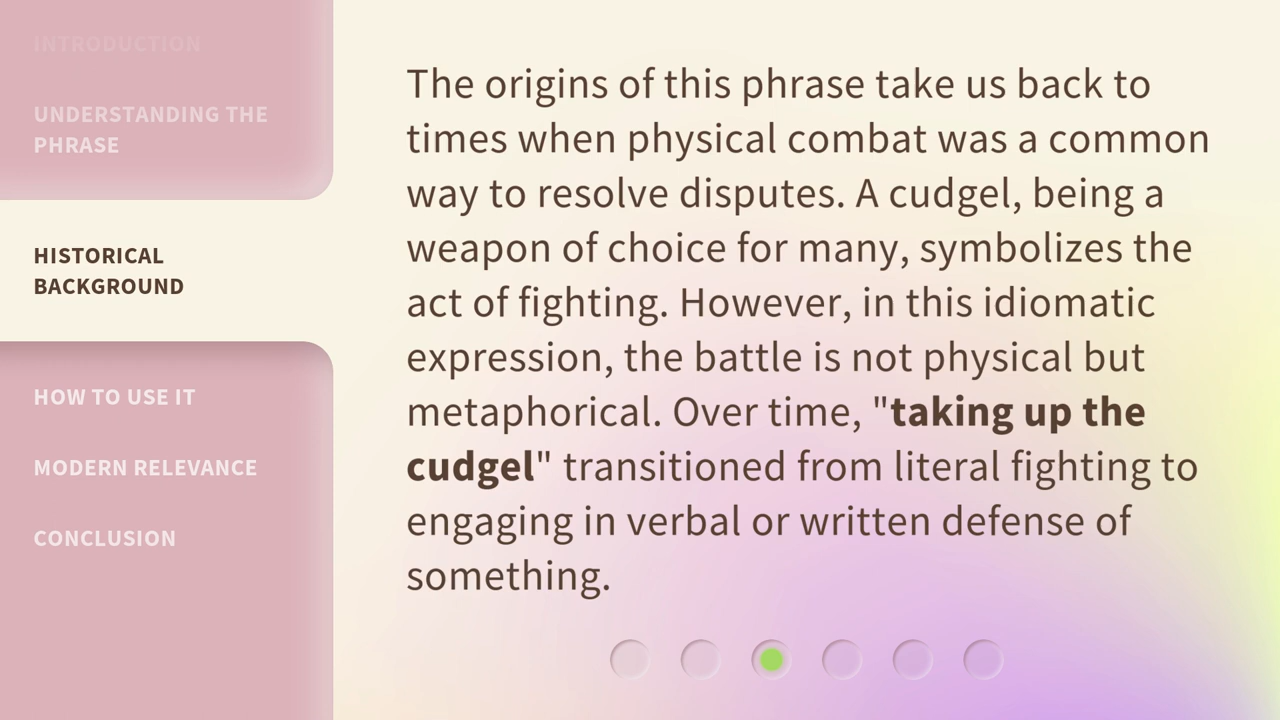 INTRODUCTION
UNDERSTANDING THE
PHRASE
HISTORICAL
BACKGROUND
HOW TO USE IT
MODERN RELEVANCE
CONCLUSION
The origins of this phrase take us back to
times when physical combat was a common
way to resolve disputes. A cudgel, being a
weapon of choice for many, symbolizes the
act of fighting. However, in this idiomatic
expression, the battle is not physical but
metaphorical. Over time, "taking up the
cudgel" transitioned from literal fighting to
engaging in verbal or written defense of
something.